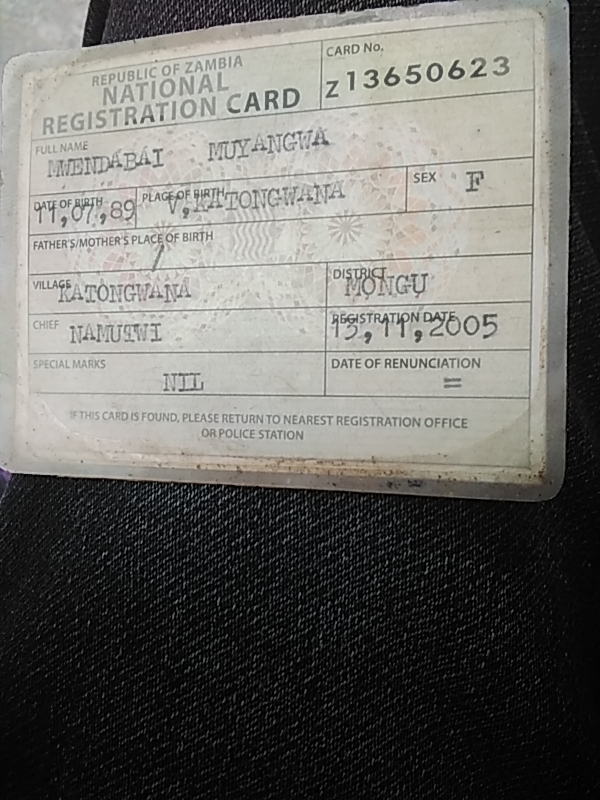 REPUBLIC OF ZAMBIA
NATIONAL
REGISTRATION CARD
CARD No.
Z13650623
FULL NAME
MWENDABAI MUYANGWA
DATE OF BIRTH
11,07,89
PLACE OF BIRTH
V,KATONGWANA
SEX F
FATHER'S/MOTHER'S PLACE OF BIRTH
/
VILLAGE
KATONGWANA
DISTRICT
MONGU
CHIEF NAMUTWI
REGISTRATION DATE
13,11,2005
SPECIAL MARKS
NIL
DATE OF RENUNCIATION
=
IF THIS CARD IS FOUND, PLEASE RETURN TO NEAREST REGISTRATION OFFICE
OR POLICE STATION